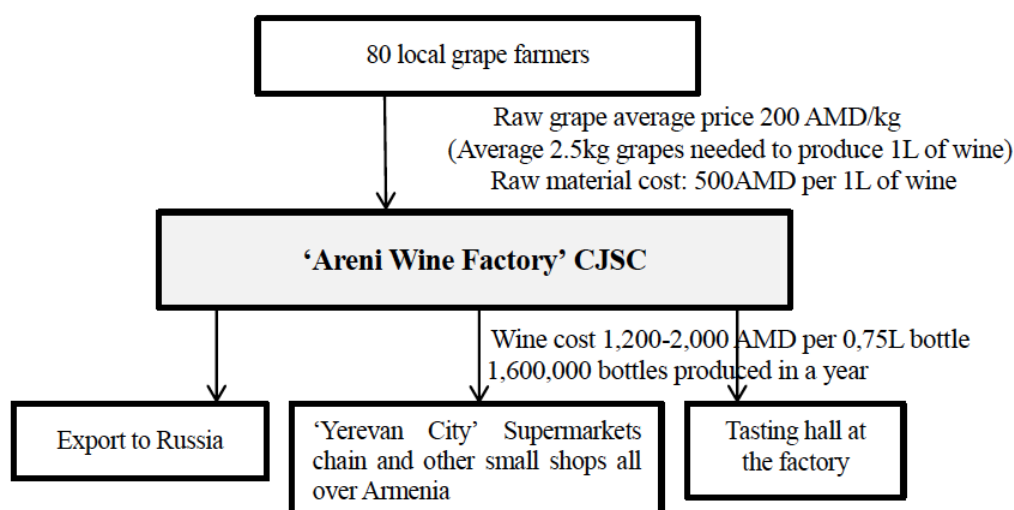 80 local grape farmers
Raw grape average price 200 AMD/kg
(Average 2.5kg grapes needed to produce 1L of wine)
Raw material cost: 500AMD per 1L of wine
‘Areni Wine Factory’ CJSC
Wine cost 1,200-2,000 AMD per 0,75L bottle
1,600,000 bottles produced in a year
Export to Russia
‘Yerevan City’ Supermarkets
chain and other small shops all
over Armenia
Tasting hall at
the factory